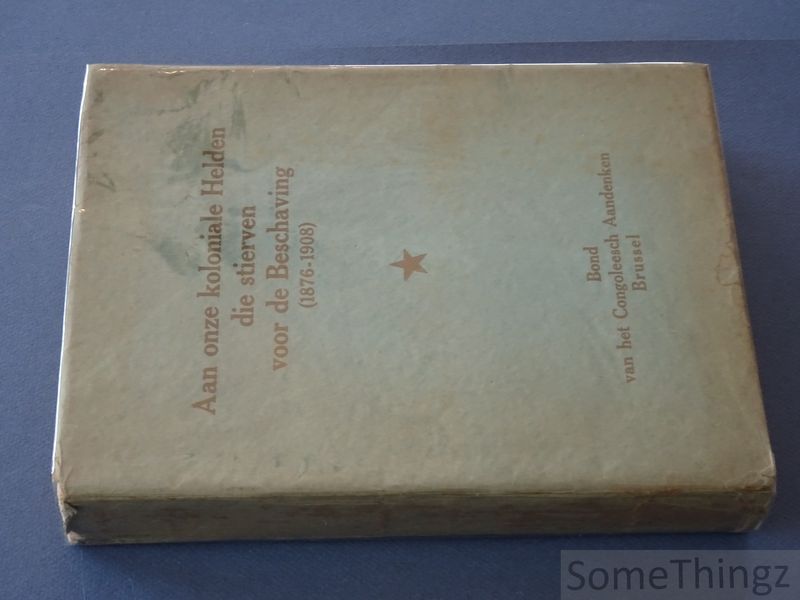 Aan onze koloniale Helden
die stierven
voor de Beschaving
(1876-1908)
Bond
van het Congoleesch Aandenken
Brussel
SomeThingz